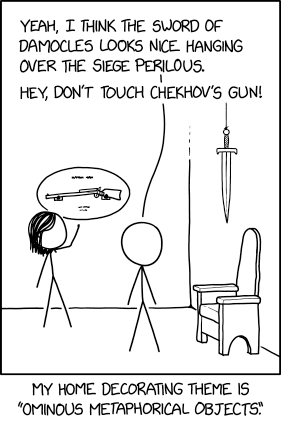 YEAH, I THINK THE SWORD OF
DAMOCLES LOOKS NICE HANGING
OVER THE SIEGE PERILOUS.
HEY, DON'T TOUCH CHEKHOV'S GUN!
MY HOME DECORATING THEME IS
"OMINOUS METAPHORICAL OBJECTS."